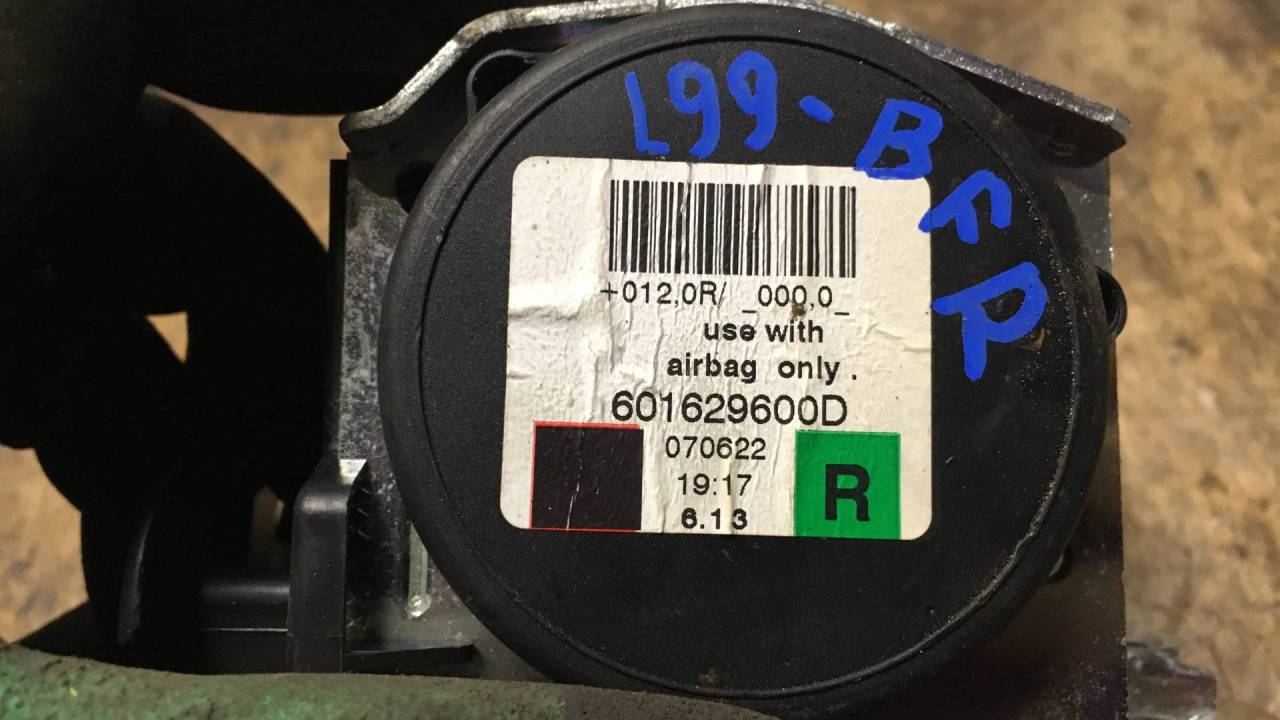 L99-BFR
+012,0R/ _000,0_
use with
airbag only .
601629600D
070622
19:17
6.13
R